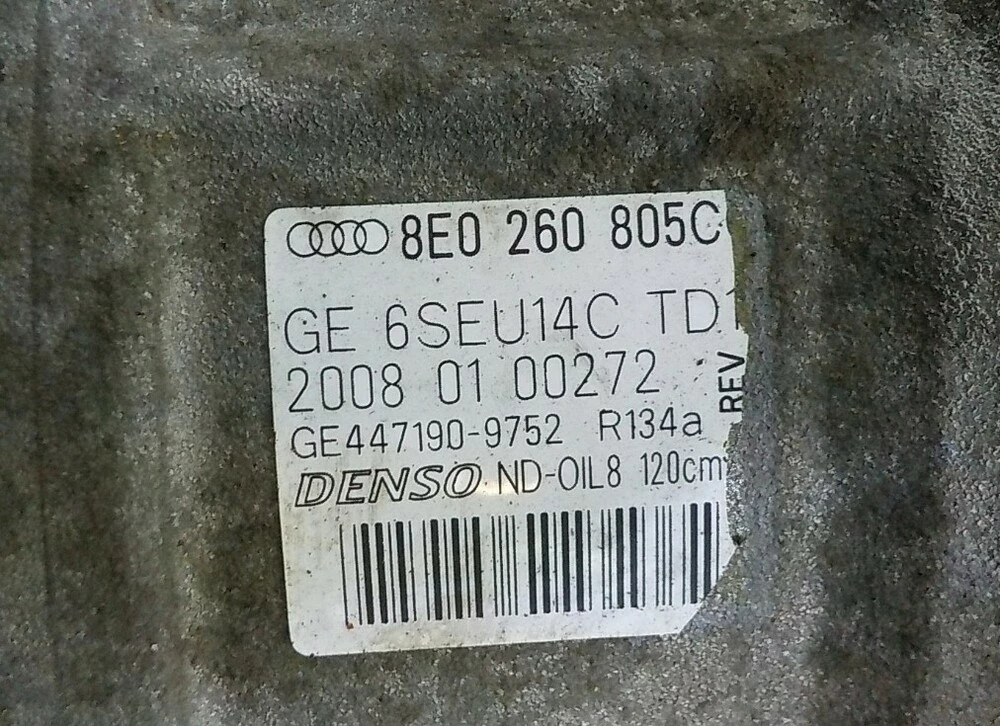 8E0 260 805C
GE 6SEU14C TD
2008 01 00272
GE447190-9752 R134a
DENSO ND-OIL8 120cm
REV